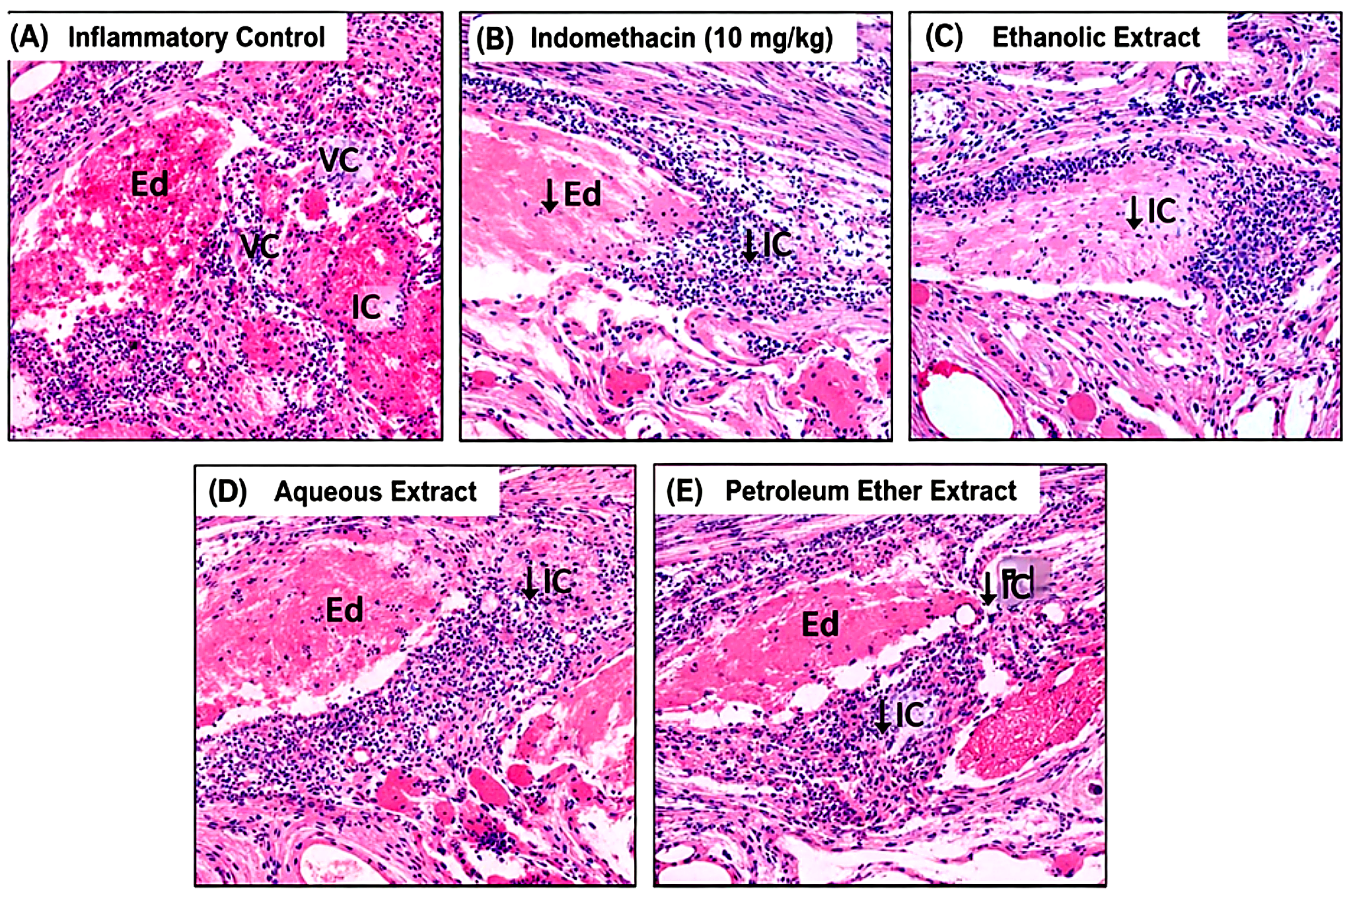 (A) Inflammatory Control
Ed
VC
VC
IC
(B) Indomethacin (10 mg/kg)
↓ Ed
↓ IC
(C) Ethanolic Extract
↓ IC
(D) Aqueous Extract
Ed
↓ IC
(E) Petroleum Ether Extract
Ed
↓ IC